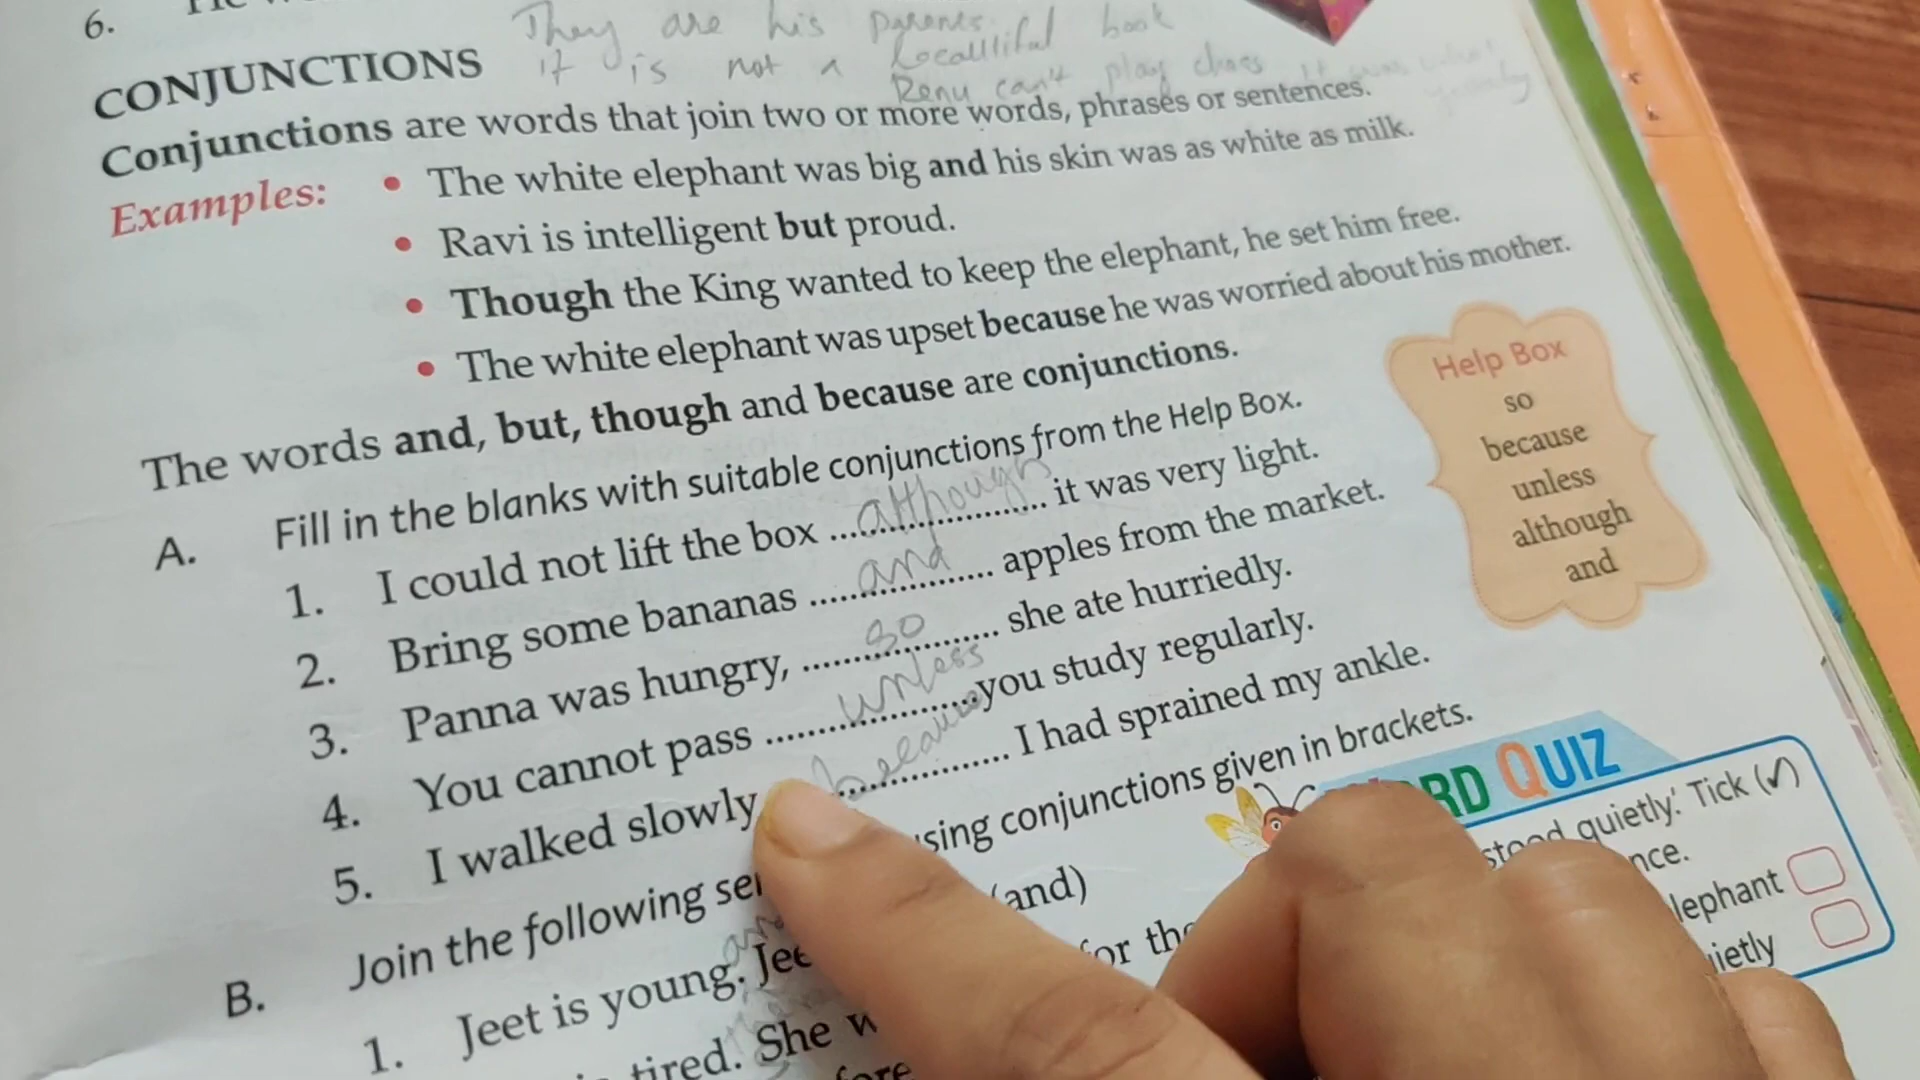 6.
They are his parents
it is not a book
Renu can't play chess
CONJUNCTIONS
Conjunctions are words that join two or more words, phrases or sentences.
Examples: • The white elephant was big and his skin was as white as milk.
• Ravi is intelligent but proud.
• Though the King wanted to keep the elephant, he set him free.
• The white elephant was upset because he was worried about his mother.
The words and, but, though and because are conjunctions.
A. Fill in the blanks with suitable conjunctions from the Help Box.
1. I could not lift the box ....although.... it was very light.
2. Bring some bananas ....and.... apples from the market.
3. Panna was hungry, ....so.... she ate hurriedly.
4. You cannot pass ....unless.... you study regularly.
5. I walked slowly ....because.... I had sprained my ankle.
Help Box
so
because
unless
although
and
B. Join the following using conjunctions given in brackets.
1. Jeet is young. and (and)
tired. She for
QUIZ
quietly.' Tick (✓)